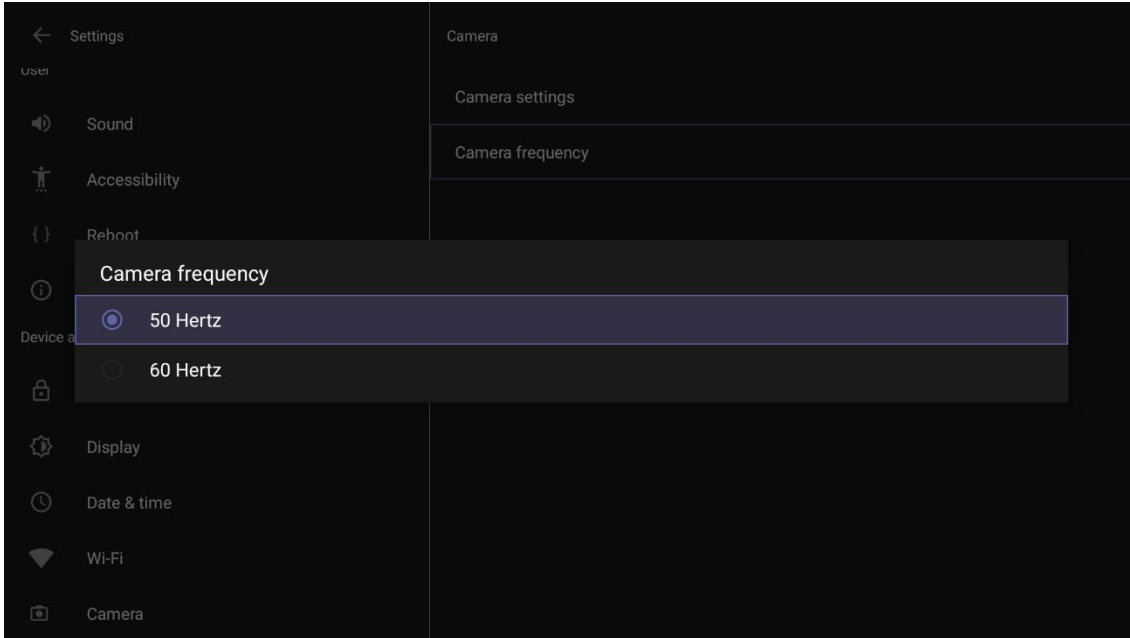 Settings
User
Sound
Accessibility
Reboot
Device a
Display
Date & time
Wi-Fi
Camera
Camera
Camera settings
Camera frequency
Camera frequency
50 Hertz
60 Hertz